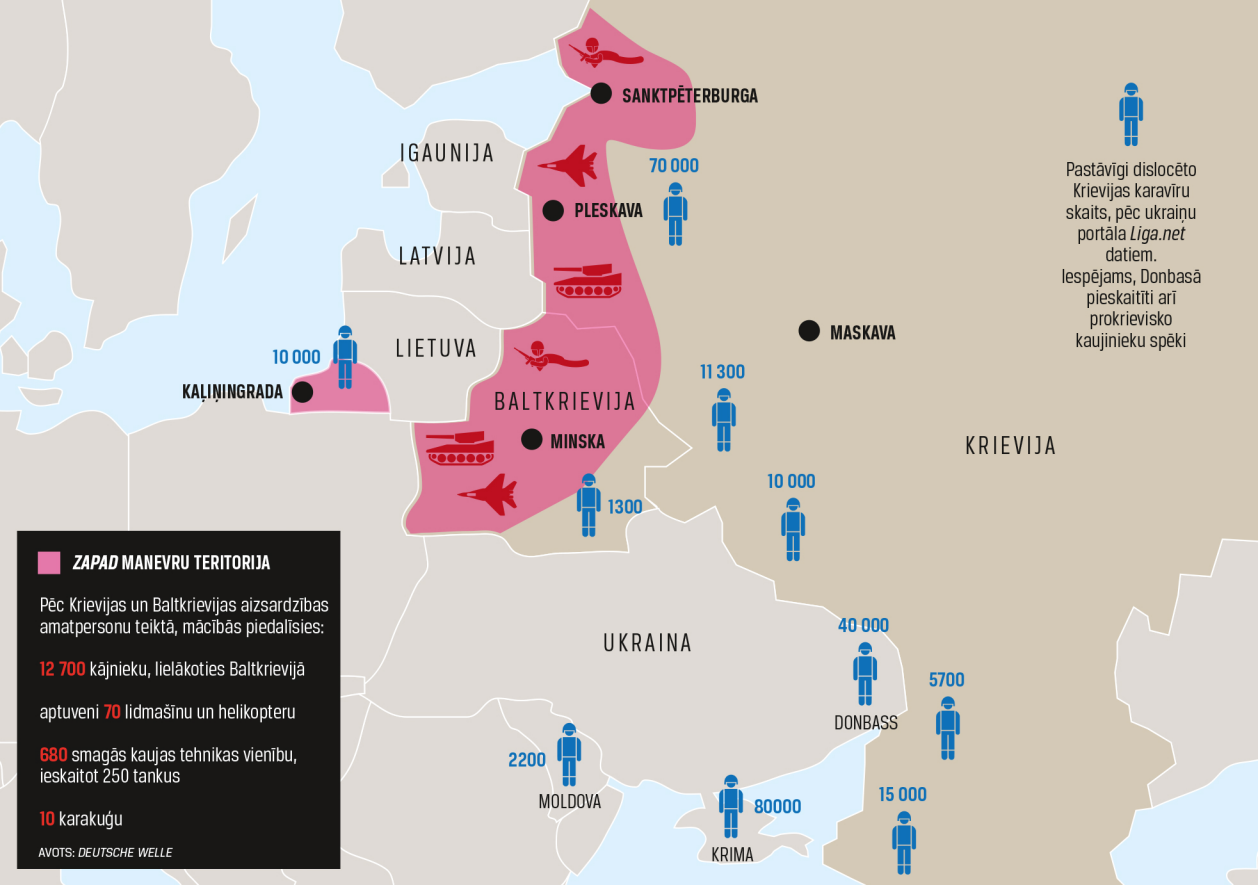 SANKTPĒTERBURGA
IGAUNIJA
70 000
PLESKAVA
LATVIJA
MASKAVA
LIETUVA
10 000
KAĻIŅINGRADA
11 300
BALTKRIEVIJA
MINSKA
KRIEVIJA
10 000
1300
UKRAINA
40 000
DONBASS
5700
2200
MOLDOVA
80000
KRIMA
15 000
Pastāvīgi dislocēto
Krievijas karavīru
skaits, pēc ukraiņu
portāla Liga.net
datiem.
Iespējams, Donbasā
pieskaitīti arī
prokrievisko
kaujinieku spēki
ZAPAD MANEVRU TERITORIJA
Pēc Krievijas un Baltkrievijas aizsardzības
amatpersonu teiktā, mācībās piedalīsies:
12 700 kājnieku, lielākoties Baltkrievijā
aptuveni 70 lidmašīnu un helikopteru
680 smagās kaujas tehnikas vienību,
ieskaitot 250 tankus
10 karakuģu
AVOTS: DEUTSCHE WELLE